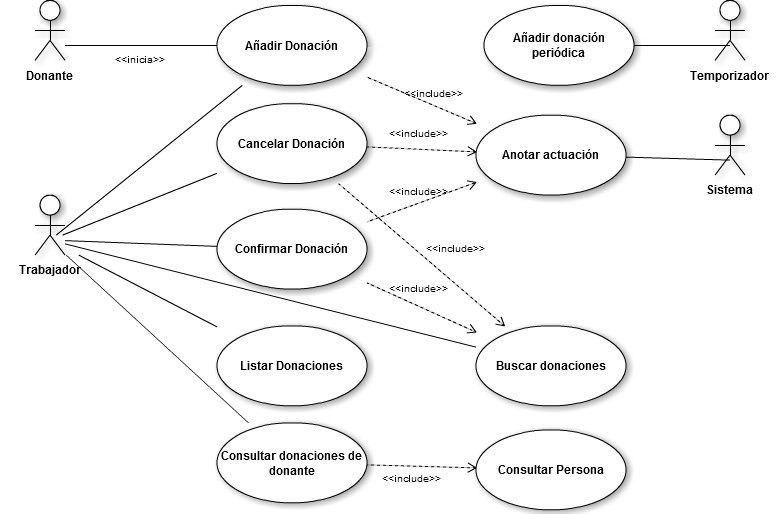 Añadir Donación
Añadir donación
periódica
Donante
<<inicia>>
Temporizador
<<include>>
Cancelar Donación
<<include>>
Anotar actuación
Sistema
<<include>>
Trabajador
Confirmar Donación
<<include>>
<<include>>
Listar Donaciones
Buscar donaciones
Consultar donaciones de
donante
Consultar Persona
<<include>>